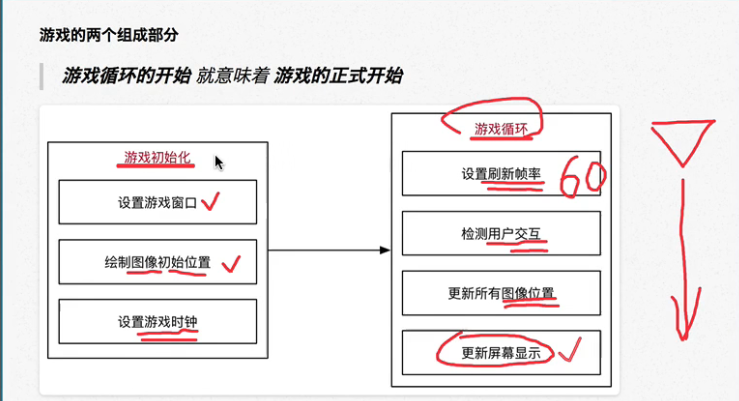 游戏的两个组成部分
游戏循环的开始 就意味着 游戏的正式开始
游戏初始化
设置游戏窗口
绘制图像初始位置
设置游戏时钟
游戏循环
设置刷新帧率 60
检测用户交互
更新所有图像位置
更新屏幕显示